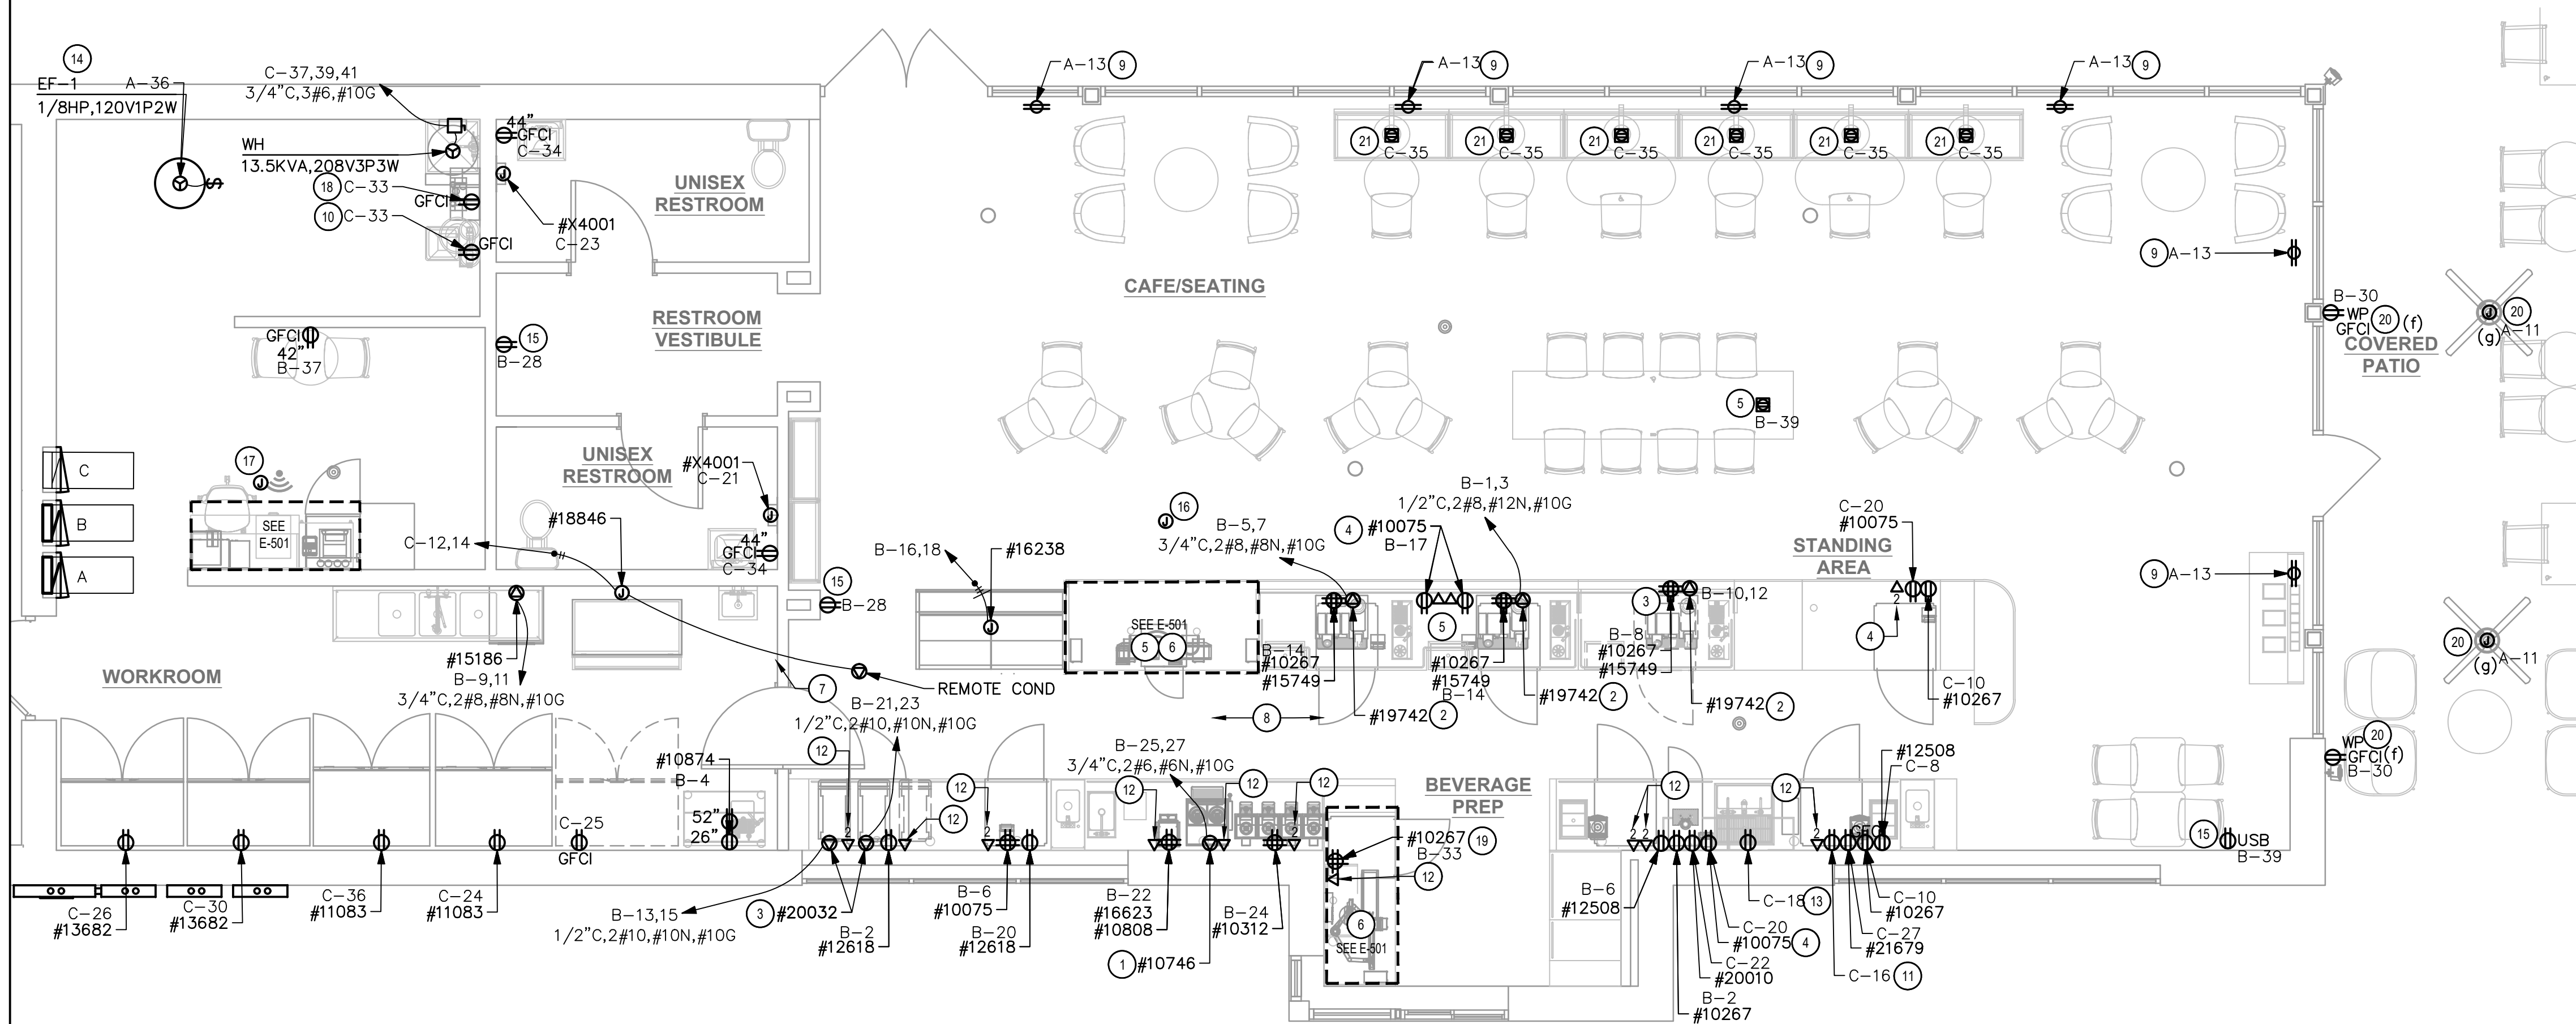 14
EF-1 A-36
1/8HP,120V1P2W
C-37,39,41
3/4"C,3#6,#10G
WH
13.5KVA,208V3P3W
18 C-33
GFCI
10 C-33
GFCI
44"
GFCI
C-34
#X4001
C-23
UNISEX
RESTROOM
A-13 9
A-13 9
A-13 9
A-13 9
21
C-35
21
C-35
21
C-35
21
C-35
21
C-35
21
C-35
9 A-13
CAFE/SEATING
B-30
WP
GFCI 20 (f)
COVERED
PATIO
20
(g) A-11
RESTROOM
VESTIBULE
15
B-28
GFCI
42"
B-37
5
B-39
C
B
A
17
SEE
E-501
UNISEX
RESTROOM
#X4001
C-21
44"
GFCI
C-34
#18846
C-12,14
B-16,18
#16238
16
B-5,7
3/4"C,2#8,#8N,#10G
4 #10075
B-17
B-1,3
1/2"C,2#8,#12N,#10G
C-20
#10075
STANDING
AREA
9 A-13
15
B-28
SEE E-501
5 6
5
3
B-10,12
4
2
20
(g) A-11
WORKROOM
#15186
B-9,11
3/4"C,2#8,#8N,#10G
7
REMOTE COND
B-14
#10267
#15749
#10267
#15749
B-14
B-8
#10267
#15749
#19742 2
#19742 2
#19742 2
C-10
#10267
8
B-21,23
1/2"C,2#10,#10N,#10G
12
#10874
B-4
52"
26"
B-25,27
3/4"C,2#6,#6N,#10G
12
2
12
12
2
12
12
12
2
BEVERAGE
PREP
#10267 19
B-33
12
12
2 2
12
2
#12508
C-8
GFCI
WP 20
GFCI (f)
B-30
15
USB
B-39
C-25
GFCI
C-26
#13682
C-30
#13682
C-36
#11083
C-24
#11083
B-13,15
1/2"C,2#10,#10N,#10G
3 #20032
B-2
#12618
B-6
#10075
B-20
#12618
B-22
#16623
#10808
1 #10746
B-24
#10312
6
SEE E-501
B-6
#12508
C-18 13
C-20
#10075 4
C-22
#20010
B-2
#10267
C-10
#10267
C-27
#21679
C-16 11